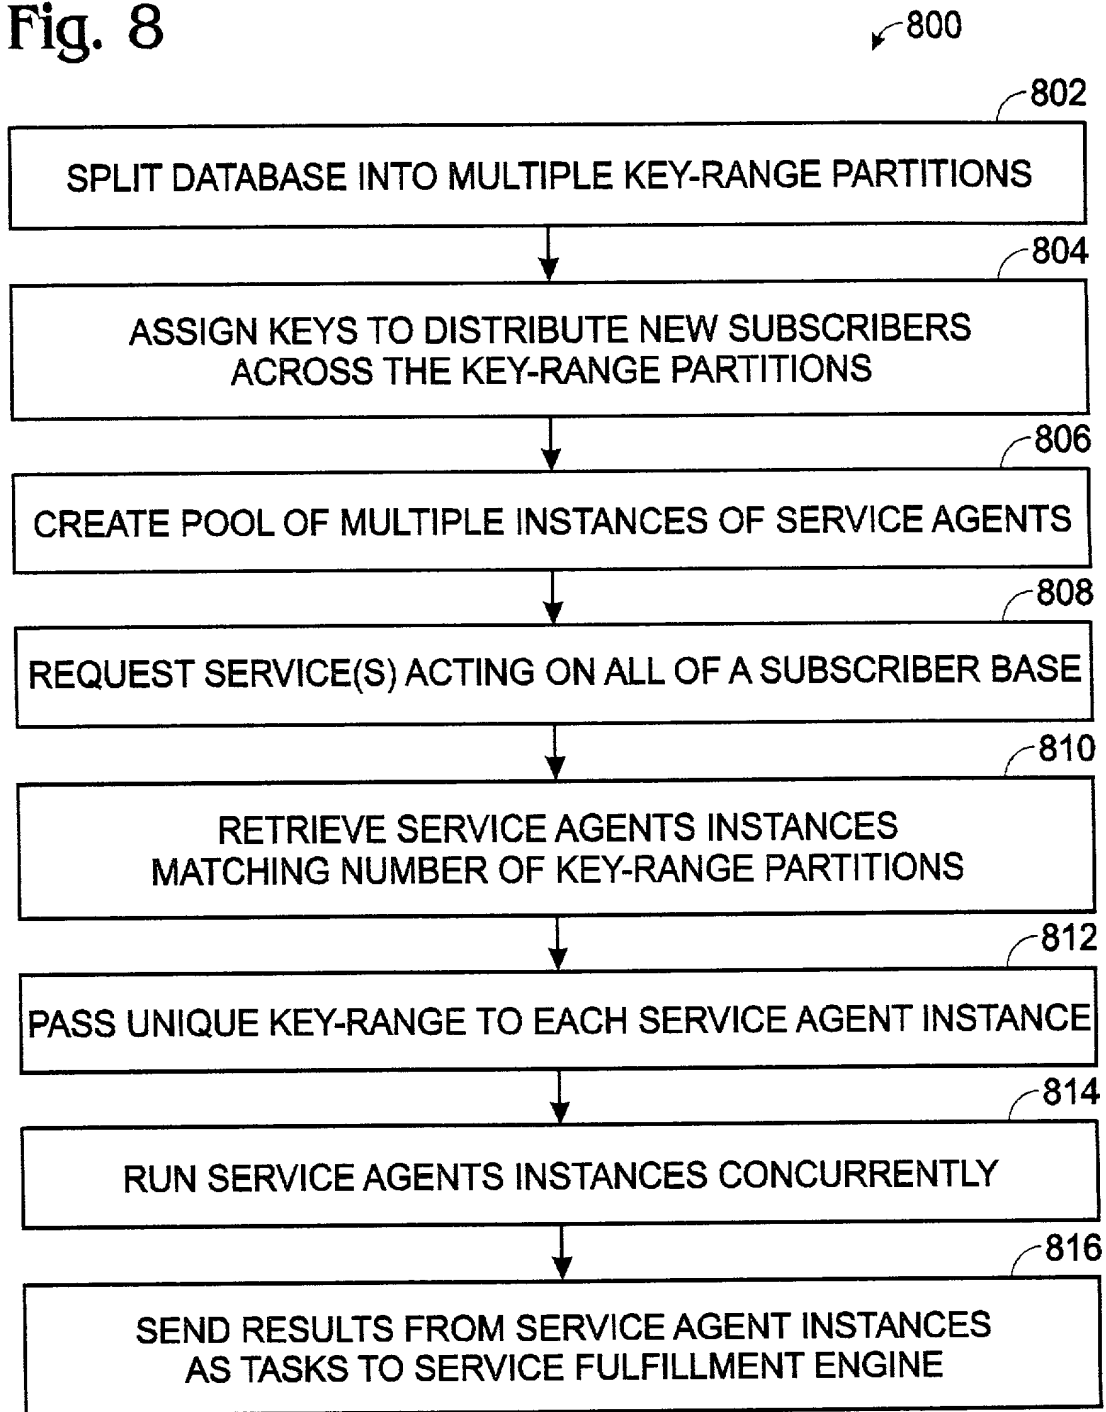 Fig. 8
800
802
SPLIT DATABASE INTO MULTIPLE KEY-RANGE PARTITIONS
804
ASSIGN KEYS TO DISTRIBUTE NEW SUBSCRIBERS
ACROSS THE KEY-RANGE PARTITIONS
806
CREATE POOL OF MULTIPLE INSTANCES OF SERVICE AGENTS
808
REQUEST SERVICE(S) ACTING ON ALL OF A SUBSCRIBER BASE
810
RETRIEVE SERVICE AGENTS INSTANCES
MATCHING NUMBER OF KEY-RANGE PARTITIONS
812
PASS UNIQUE KEY-RANGE TO EACH SERVICE AGENT INSTANCE
814
RUN SERVICE AGENTS INSTANCES CONCURRENTLY
816
SEND RESULTS FROM SERVICE AGENT INSTANCES
AS TASKS TO SERVICE FULFILLMENT ENGINE